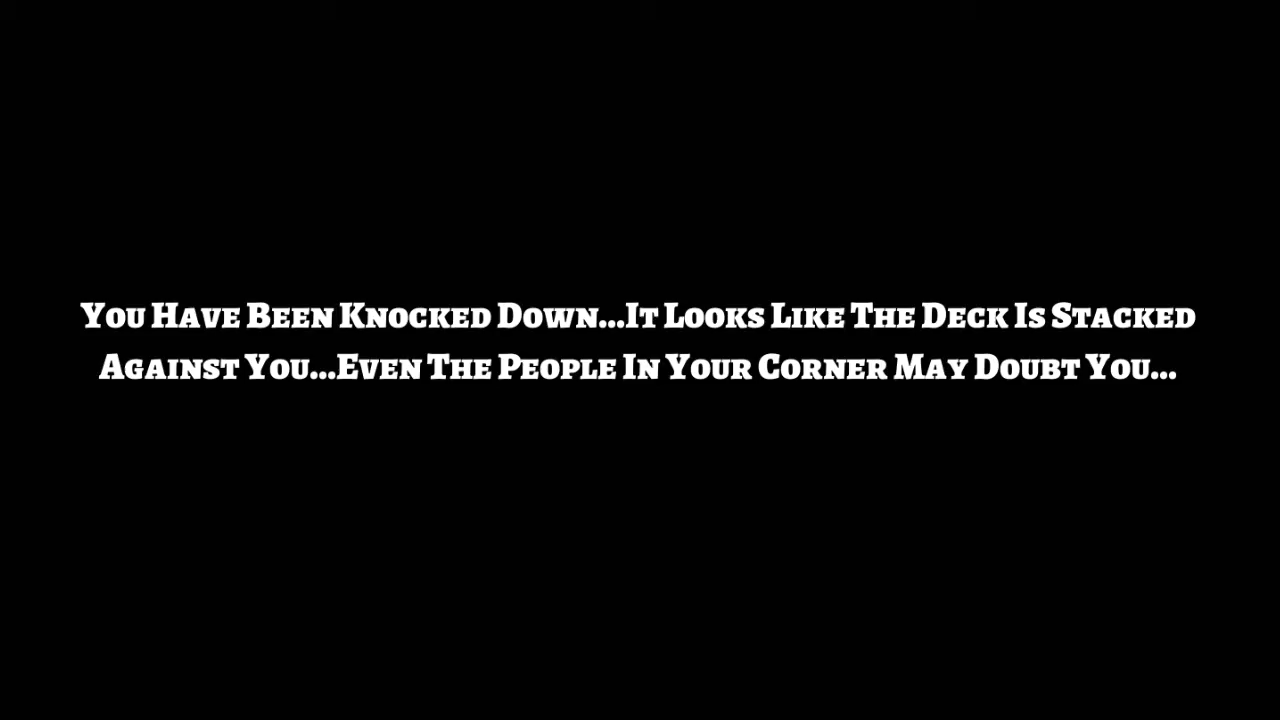 You Have Been Knocked Down...It Looks Like The Deck Is Stacked
Against You...Even The People In Your Corner May Doubt You...